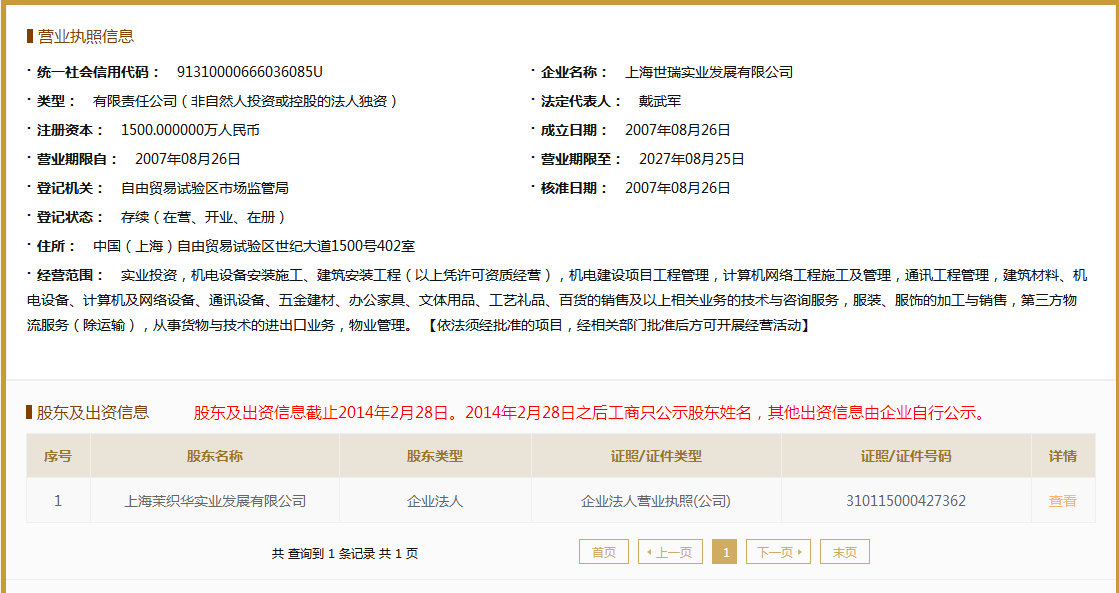 营业执照信息
· 统一社会信用代码： 91310000666036085U · 企业名称： 上海世瑞实业发展有限公司
· 类型： 有限责任公司（非自然人投资或控股的法人独资） · 法定代表人： 戴武军
· 注册资本： 1500.000000万人民币 · 成立日期： 2007年08月26日
· 营业期限自： 2007年08月26日 · 营业期限至： 2027年08月25日
· 登记机关： 自由贸易试验区市场监管局 · 核准日期： 2007年08月26日
· 登记状态： 存续（在营、开业、在册）
· 住所： 中国（上海）自由贸易试验区世纪大道1500号402室
· 经营范围： 实业投资，机电设备安装施工、建筑安装工程（以上凭许可资质经营），机电建设项目工程管理，计算机网络工程施工及管理，通讯工程管理，建筑材料、机
电设备、计算机及网络设备、通讯设备、五金建材、办公家具、文体用品、工艺礼品、百货的销售及以上相关业务的技术与咨询服务，服装、服饰的加工与销售，第三方物
流服务（除运输），从事货物与技术的进出口业务，物业管理。【依法须经批准的项目，经相关部门批准后方可开展经营活动】
股东及出资信息 股东及出资信息截止2014年2月28日。2014年2月28日之后工商只公示股东姓名，其他出资信息由企业自行公示。
序号 股东名称 股东类型 证照/证件类型 证照/证件号码 详情
1 上海茉织华实业发展有限公司 企业法人 企业法人营业执照(公司) 310115000427362 查看
共 查询到 1 条记录 共 1 页 首页 上一页 1 下一页 末页